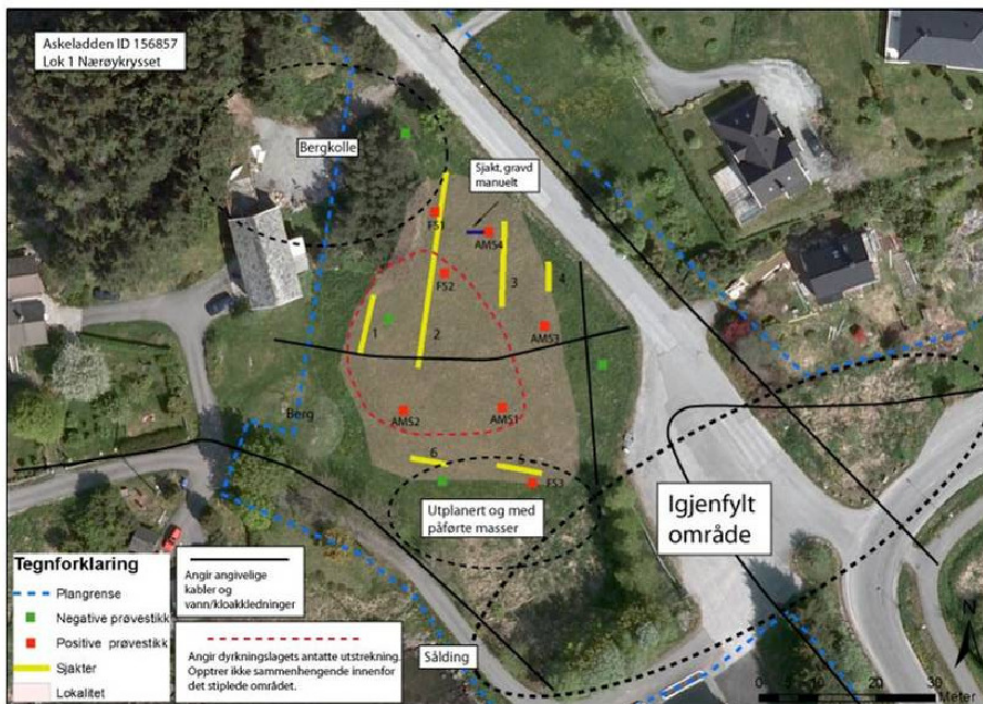 Askeladden ID 156857
Lok 1 Nærøykrysset
Bergkolle
Sjakt, gravd
manuelt
FS1
AMS4
FS2
3
4
1
AMS3
2
Berg
AMS2
AMS1
6
5
FS3
Utplanert og med
påførte masser
Igjenfylt
område
Tegnforklaring
Plangrense
Negative prøvestikk
Positive prøvestikk
Sjakter
Lokalitet
Angir angivelige
kabler og
vann/kloakkledninger
Angir dyrkningslagets antatte utstrekning.
Opptrer ikke sammenhengende innenfor
det stiplede området.
Sålding
N
0 5 10 20 30
Meter